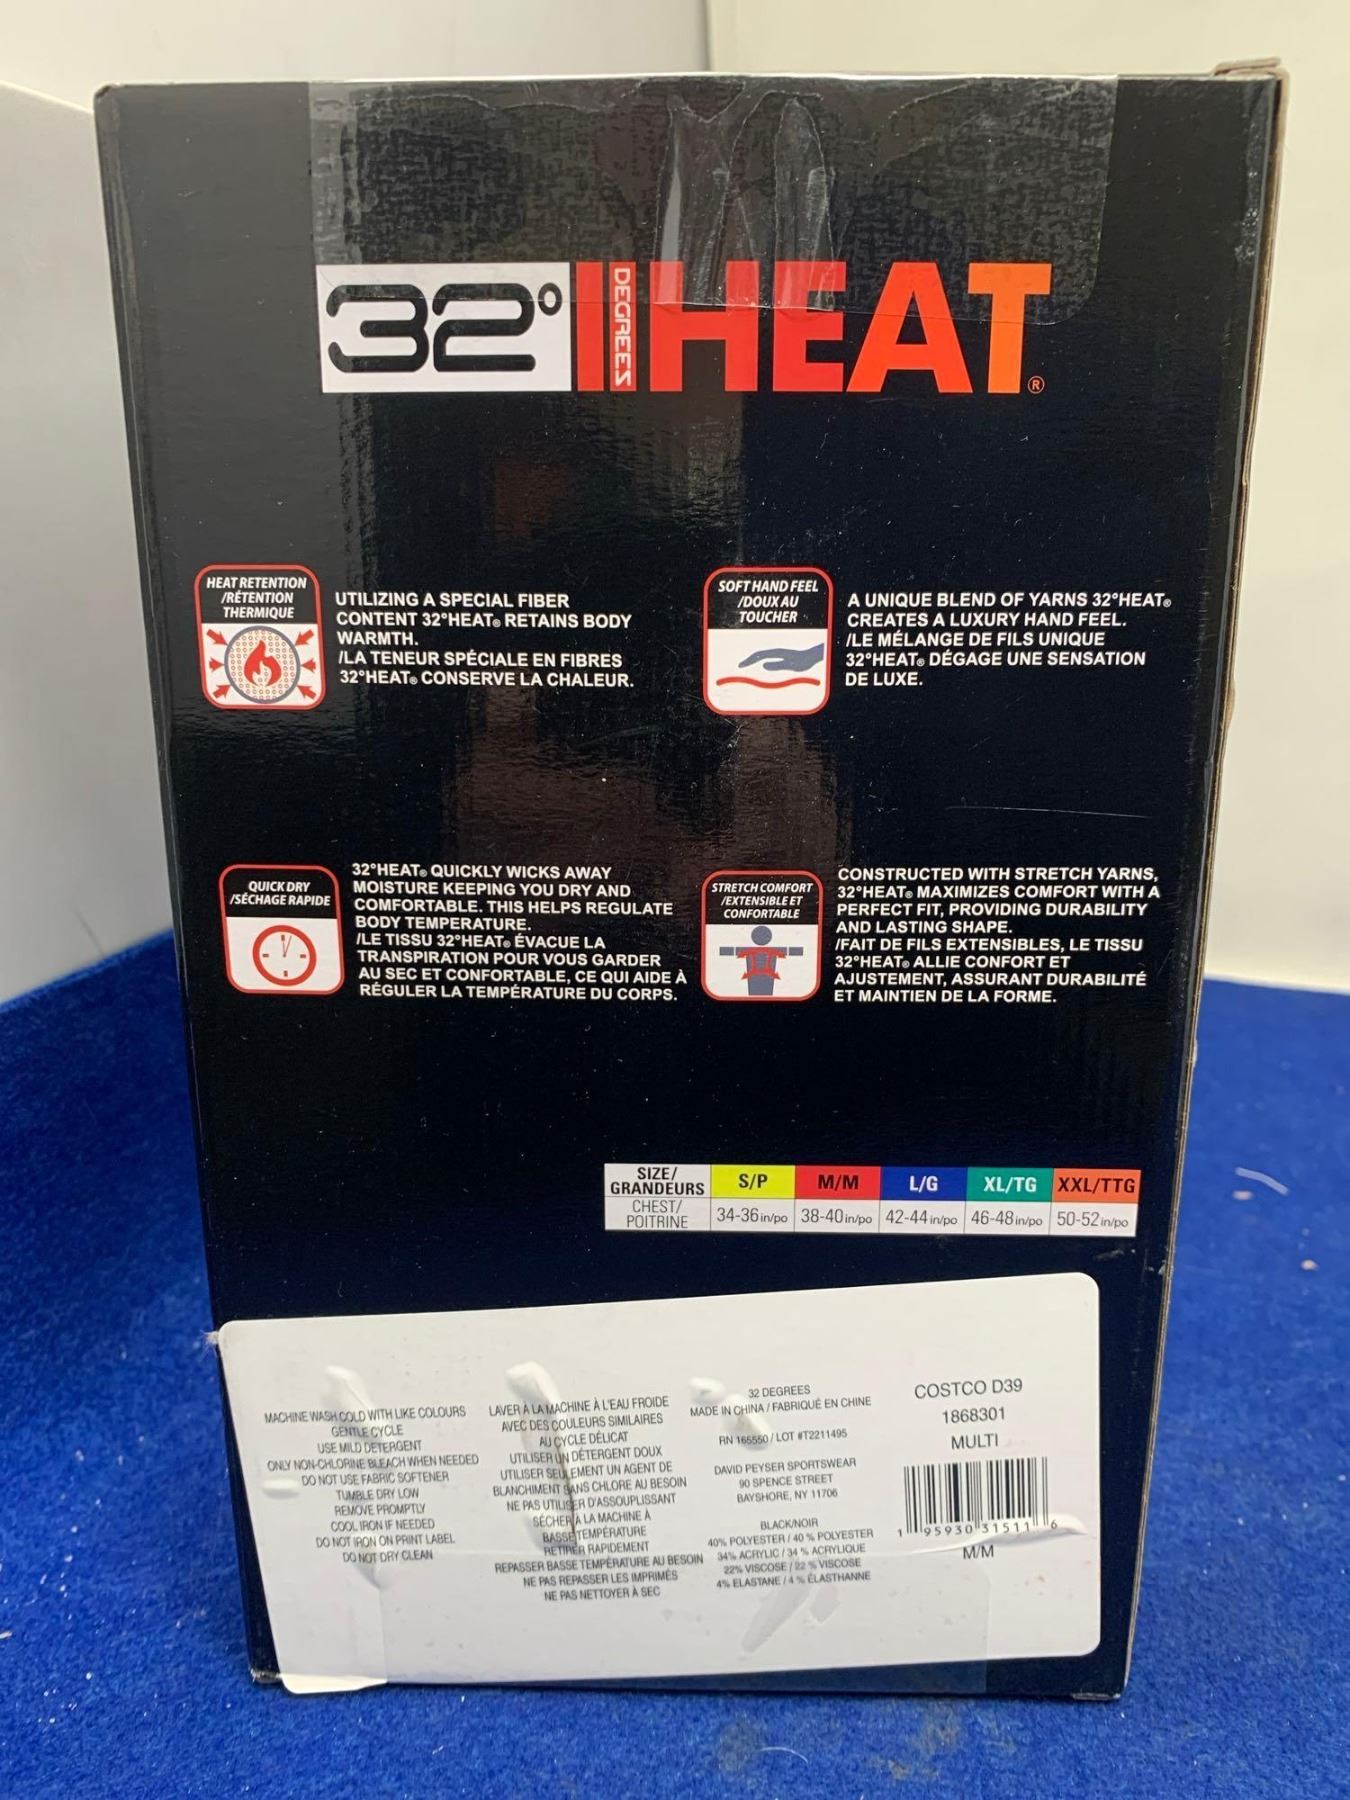 32° DEGREES HEAT®
HEAT RETENTION
/RÉTENTION
THERMIQUE
UTILIZING A SPECIAL FIBER
CONTENT 32°HEAT® RETAINS BODY
WARMTH.
/LA TENEUR SPÉCIALE EN FIBRES
32°HEAT® CONSERVE LA CHALEUR.
SOFT HAND FEEL
/DOUX AU
TOUCHER
A UNIQUE BLEND OF YARNS 32°HEAT®
CREATES A LUXURY HAND FEEL.
/LE MÉLANGE DE FILS UNIQUE
32°HEAT® DÉGAGE UNE SENSATION
DE LUXE.
QUICK DRY
/SÉCHAGE RAPIDE
32°HEAT® QUICKLY WICKS AWAY
MOISTURE KEEPING YOU DRY AND
COMFORTABLE. THIS HELPS REGULATE
BODY TEMPERATURE.
/LE TISSU 32°HEAT® ÉVACUE LA
TRANSPIRATION POUR VOUS GARDER
AU SEC ET CONFORTABLE, CE QUI AIDE À
RÉGULER LA TEMPÉRATURE DU CORPS.
STRETCH COMFORT
/EXTENSIBLE ET
CONFORTABLE
CONSTRUCTED WITH STRETCH YARNS,
32°HEAT® MAXIMIZES COMFORT WITH A
PERFECT FIT, PROVIDING DURABILITY
AND LASTING SHAPE.
/FAIT DE FILS EXTENSIBLES, LE TISSU
32°HEAT® ALLIE CONFORT ET
AJUSTEMENT, ASSURANT DURABILITÉ
ET MAINTIEN DE LA FORME.
SIZE/
GRANDEURS
S/P M/M L/G XL/TG XXL/TTG
CHEST/
POITRINE
34-36 in/po 38-40 in/po 42-44 in/po 46-48 in/po 50-52 in/po
MACHINE WASH COLD WITH LIKE COLOURS
GENTLE CYCLE
USE MILD DETERGENT
ONLY NON-CHLORINE BLEACH WHEN NEEDED
DO NOT USE FABRIC SOFTENER
TUMBLE DRY LOW
REMOVE PROMPTLY
COOL IRON IF NEEDED
DO NOT IRON ON PRINT LABEL
DO NOT DRY CLEAN
LAVER À LA MACHINE À L'EAU FROIDE
AVEC DES COULEURS SIMILAIRES
AU CYCLE DÉLICAT
UTILISER UN DÉTERGENT DOUX
UTILISER SEULEMENT UN AGENT DE
BLANCHIMENT SANS CHLORE AU BESOIN
NE PAS UTILISER D'ASSOUPLISSANT
SÉCHER À LA MACHINE À
BASSE TEMPÉRATURE
RETIRER RAPIDEMENT
REPASSER BASSE TEMPÉRATURE AU BESOIN
NE PAS REPASSER LES IMPRIMÉS
NE PAS NETTOYER À SEC
32 DEGREES
MADE IN CHINA / FABRIQUÉ EN CHINE
RN 165550 / LOT #T2211495
DAVID PEYSER SPORTSWEAR
90 SPENCE STREET
BAYSHORE, NY 11706
BLACK/NOIR
40% POLYESTER / 40 % POLYESTER
34% ACRYLIC / 34 % ACRYLIQUE
22% VISCOSE / 22 % VISCOSE
4% ELASTANE / 4 % ÉLASTHANNE
COSTCO D39
1868301
MULTI
1 95930 31511 6
M/M